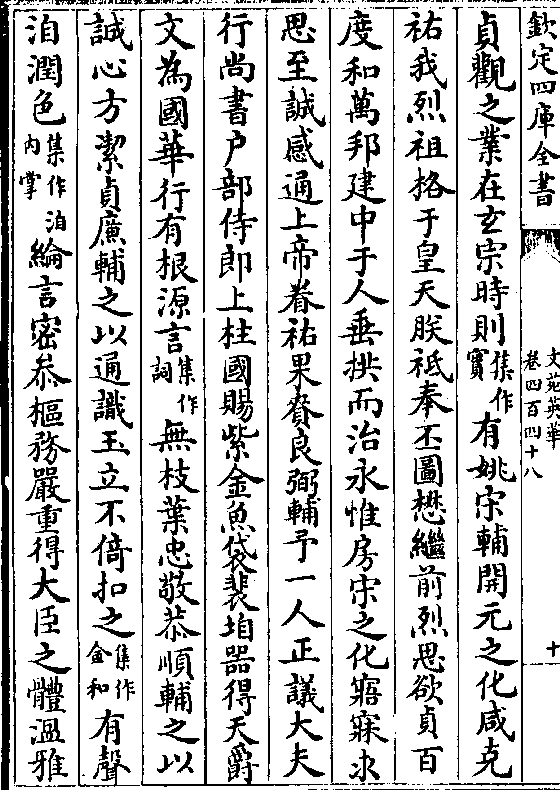 欽定四庫全書
文苑英華
卷四百四十八
十
貞觀之業在玄宗時則集作實有姚宋輔開元之化咸克
祐我烈祖格于皇天朕祗奉丕圖懋繼前烈思欲貞百
度和萬邦建中于人垂拱而治永惟房宋之化寤寐求
思至誠感通上帝眷祐果賚良弼輔予一人正議大夫
行尚書户部侍郎上柱國賜紫金魚袋裴垍器得天爵
文為國華行有根源言集作詞無枝葉忠敬恭順輔之以
誠心方潔貞廉輔之以通識玉立不倚扣之集作金和有聲
洎潤色集作洎内掌綸言密叅樞務嚴重得大臣之體溫雅